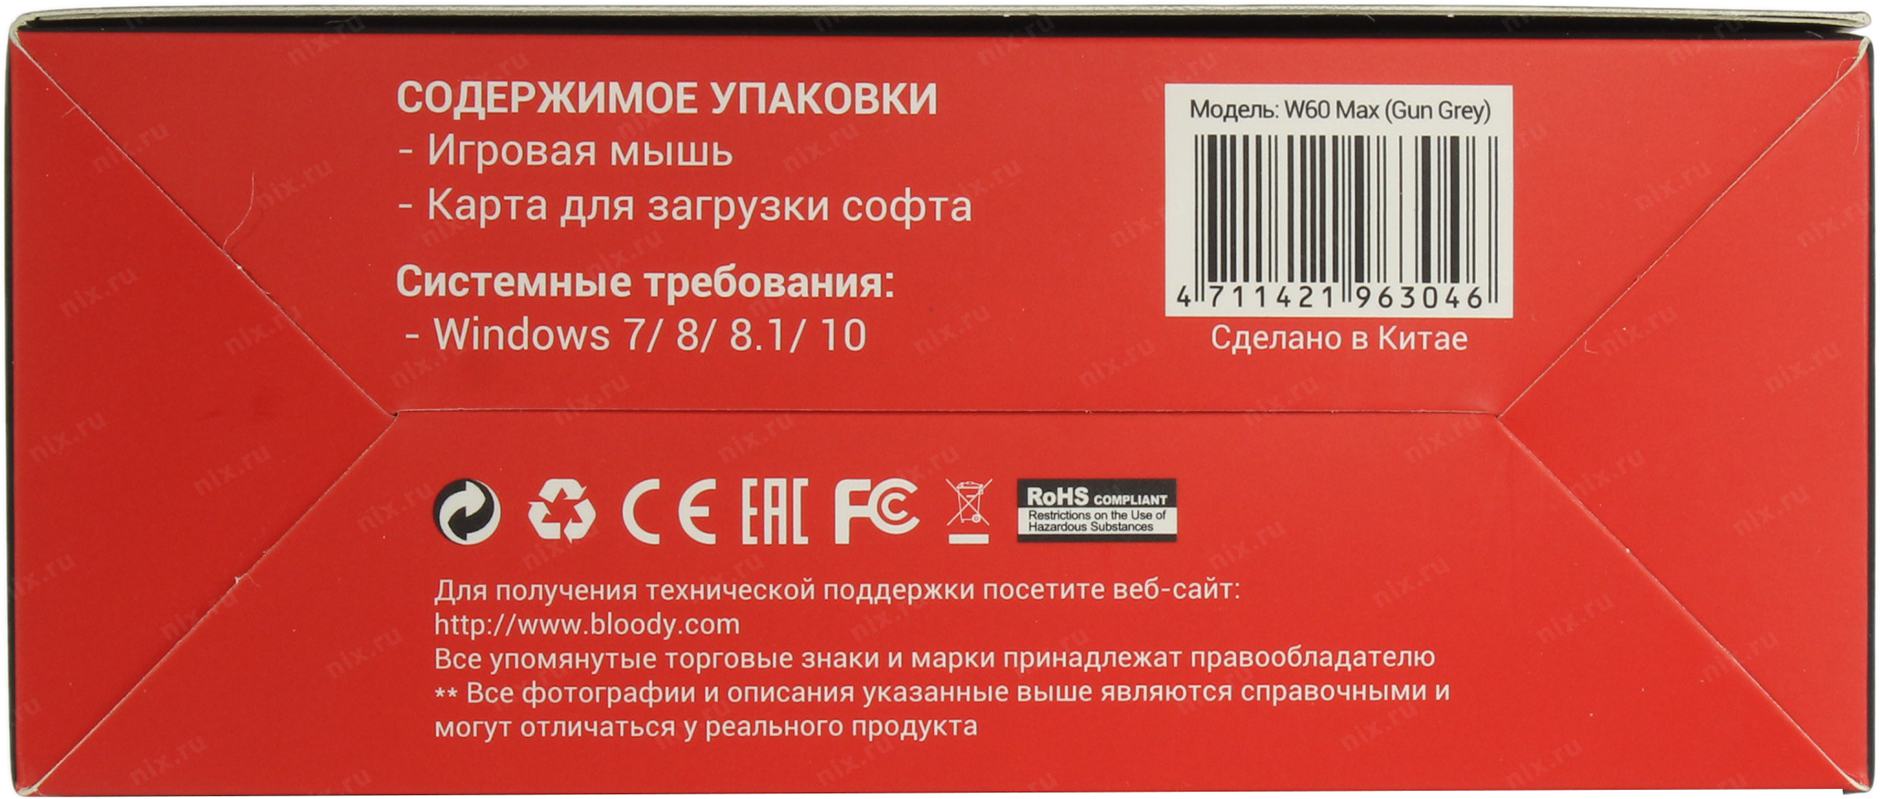 СОДЕРЖИМОЕ УПАКОВКИ
- Игровая мышь
- Карта для загрузки софта
Системные требования:
- Windows 7/ 8/ 8.1/ 10
Модель: W60 Max (Gun Grey)
4 711421 963046
Сделано в Китае
CE EAC FC
RoHS COMPLIANT
Restrictions on the Use of
Hazardous Substances
Для получения технической поддержки посетите веб-сайт:
http://www.bloody.com
Все упомянутые торговые знаки и марки принадлежат правообладателю
** Все фотографии и описания указанные выше являются справочными и
могут отличаться у реального продукта
nix.ru